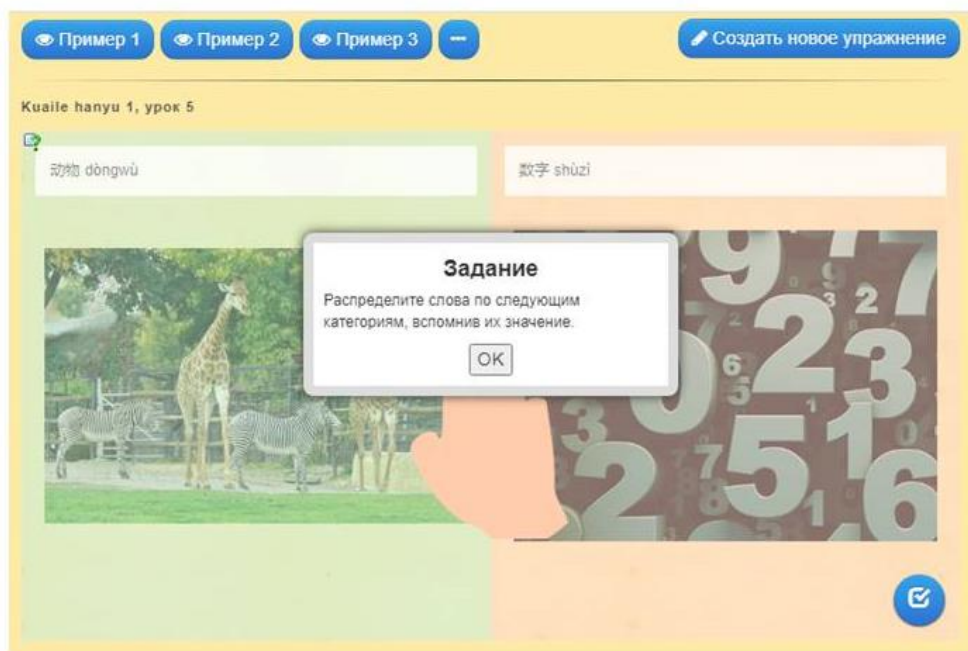 Пример 1 Пример 2 Пример 3 Создать новое упражнение
Kuaile hanyu 1, урок 5
动物 dòngwù 数字 shùzì
Задание
Распределите слова по следующим
категориям, вспомнив их значение.
OK